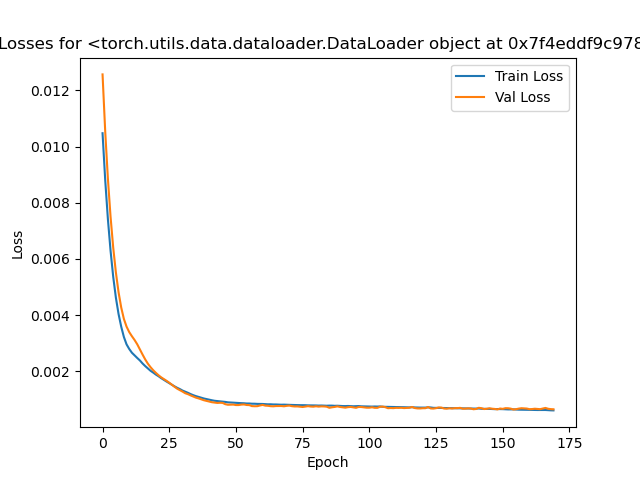 Losses for <torch.utils.data.dataloader.DataLoader object at 0x7f4eddf9c978
Train Loss
Val Loss
0.012
0.010
0.008
0.006
0.004
0.002
Loss
0 25 50 75 100 125 150 175
Epoch